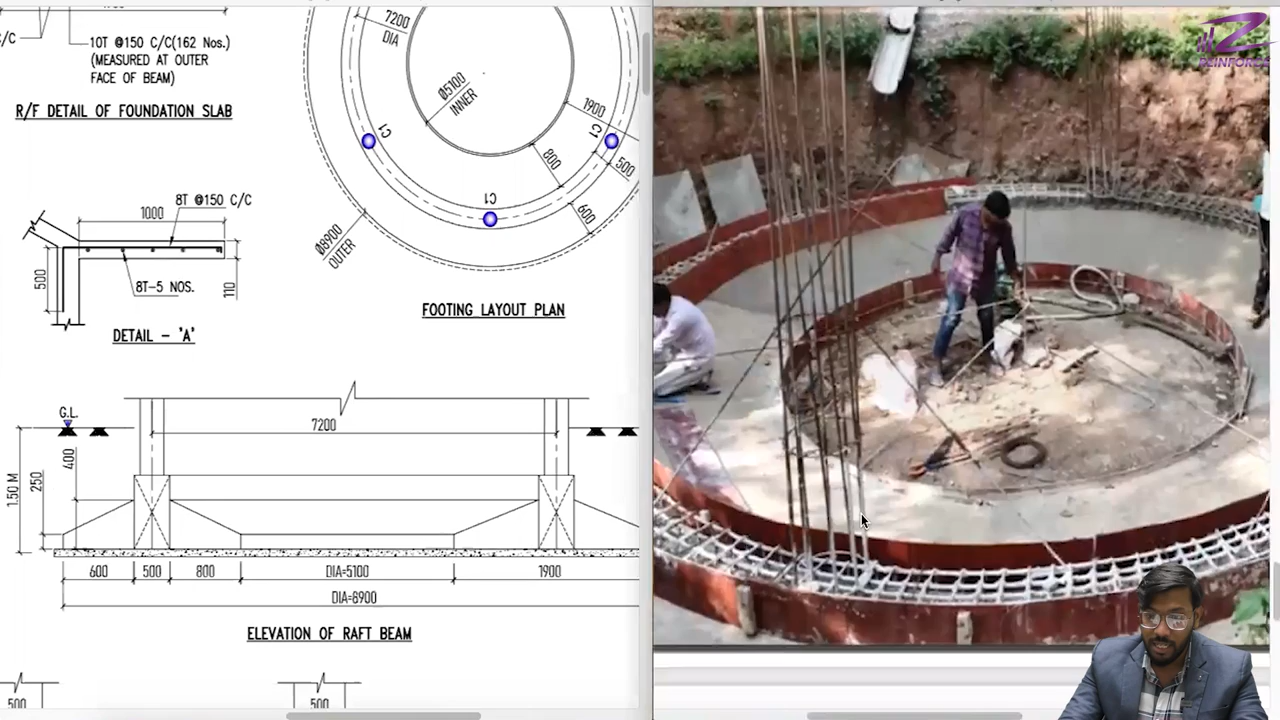 C/C
10T @150 C/C(162 Nos.)
(MEASURED AT OUTER
FACE OF BEAM)
R/F DETAIL OF FOUNDATION SLAB
7200
DIA
Ø5100
INNER
1900
C1
C1
800
500
C1
600
Ø8900
OUTER
FOOTING LAYOUT PLAN
1000
8T @150 C/C
500
8T-5 NOS.
110
DETAIL - 'A'
G.L.
7200
1.50 M
250
400
600
500
800
DIA=5100
1900
DIA=8900
ELEVATION OF RAFT BEAM
500
500
REINFORCE